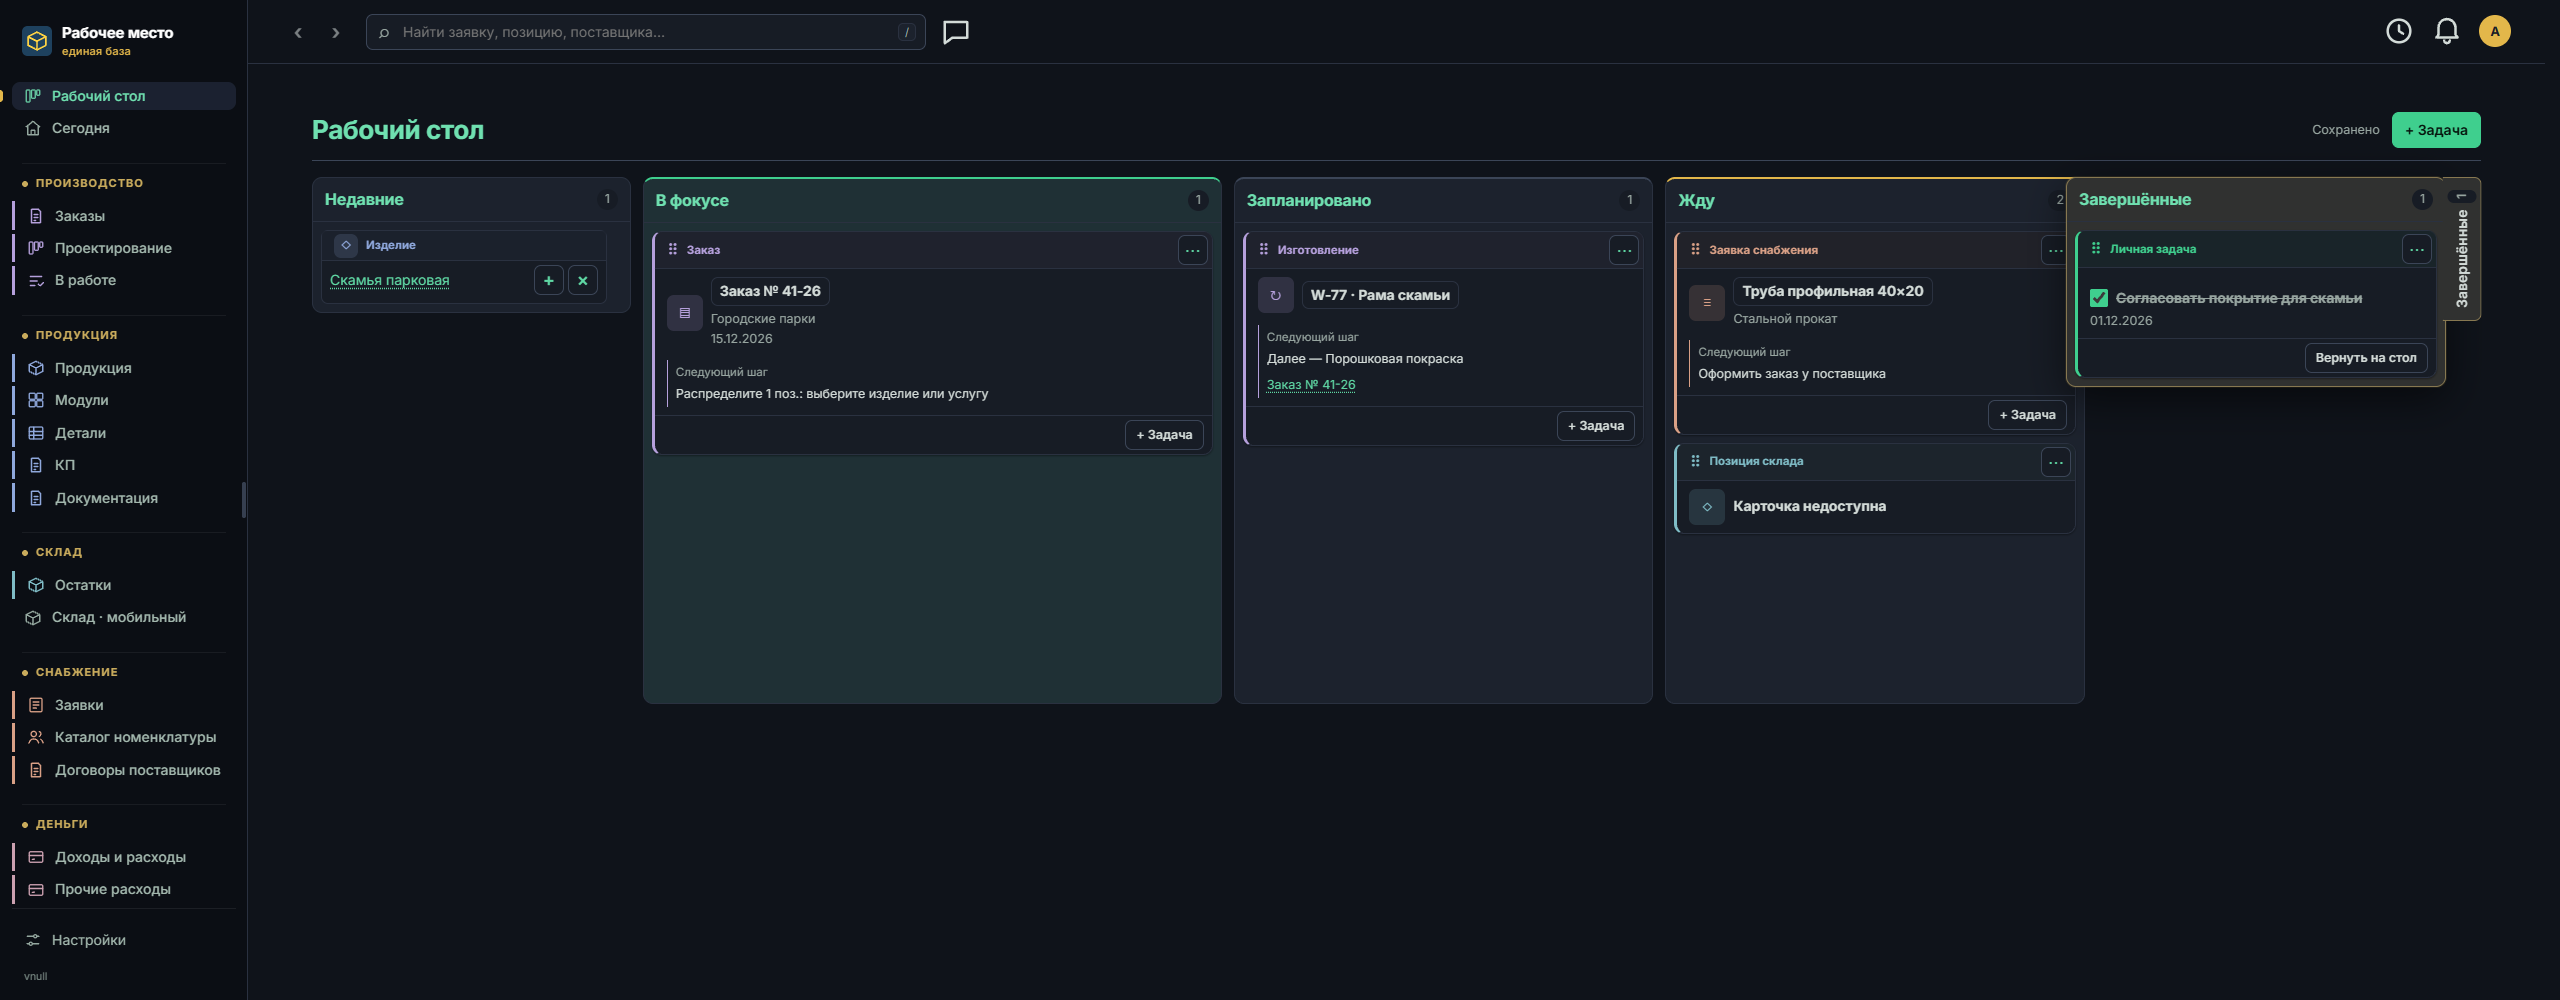 Рабочее место
единая база
Найти заявку, позицию, поставщика...
/
A
Рабочий стол
Сегодня
ПРОИЗВОДСТВО
Заказы
Проектирование
В работе
ПРОДУКЦИЯ
Продукция
Модули
Детали
КП
Документация
СКЛАД
Остатки
Склад · мобильный
СНАБЖЕНИЕ
Заявки
Каталог номенклатуры
Договоры поставщиков
ДЕНЬГИ
Доходы и расходы
Прочие расходы
Настройки
vnull
Рабочий стол
Сохранено
+ Задача
Недавние
1
Изделие
Скамья парковая
+
×
В фокусе
1
Заказ
...
Заказ № 41-26
Городские парки
15.12.2026
Следующий шаг
Распределите 1 поз.: выберите изделие или услугу
+ Задача
Запланировано
1
Изготовление
...
W-77 · Рама скамьи
Следующий шаг
Далее — Порошковая покраска
Заказ № 41-26
+ Задача
Жду
2
Заявка снабжения
...
Труба профильная 40×20
Стальной прокат
Следующий шаг
Оформить заказ у поставщика
+ Задача
Позиция склада
...
Карточка недоступна
Завершённые
1
Личная задача
...
Согласовать покрытие для скамьи
01.12.2026
Вернуть на стол
Завершённые
1